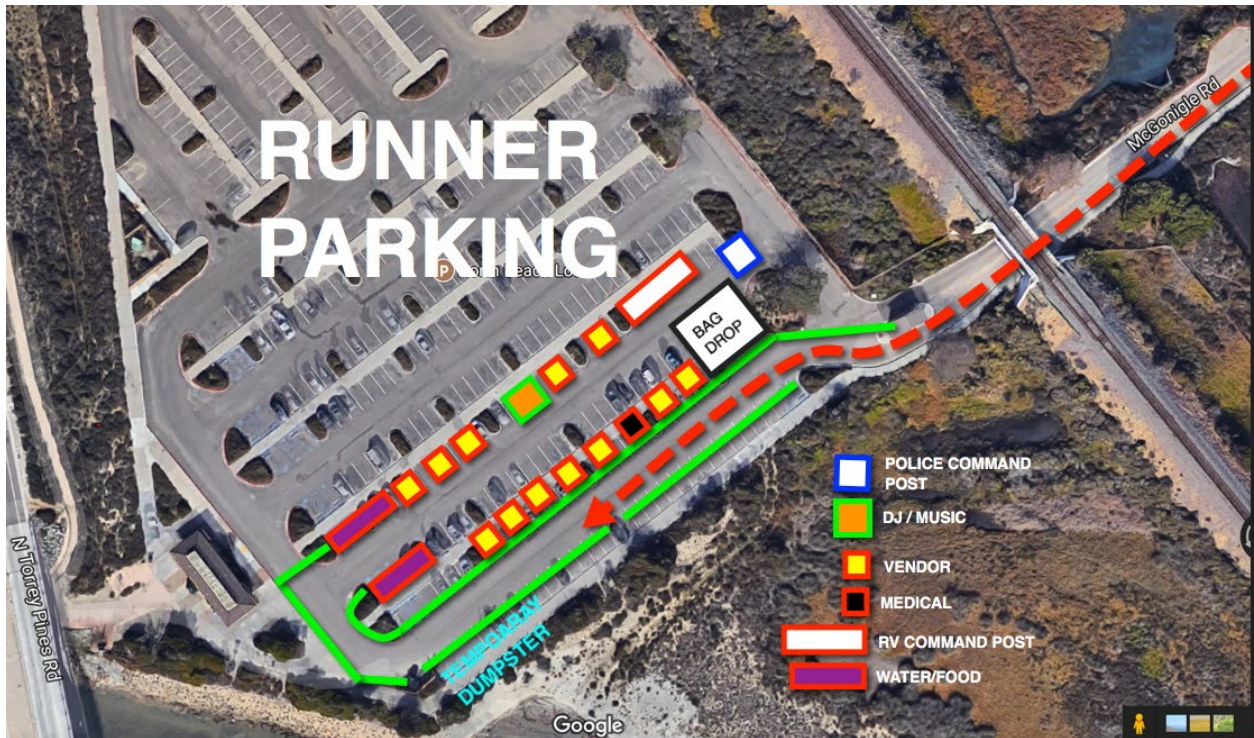 RUNNER
PARKING
McGonigle Rd
P
BAG
DROP
POLICE COMMAND
POST
DJ / MUSIC
VENDOR
MEDICAL
RV COMMAND POST
WATER/FOOD
TEMPOARAY
DUMPSTER
N Torrey Pines Rd
Google